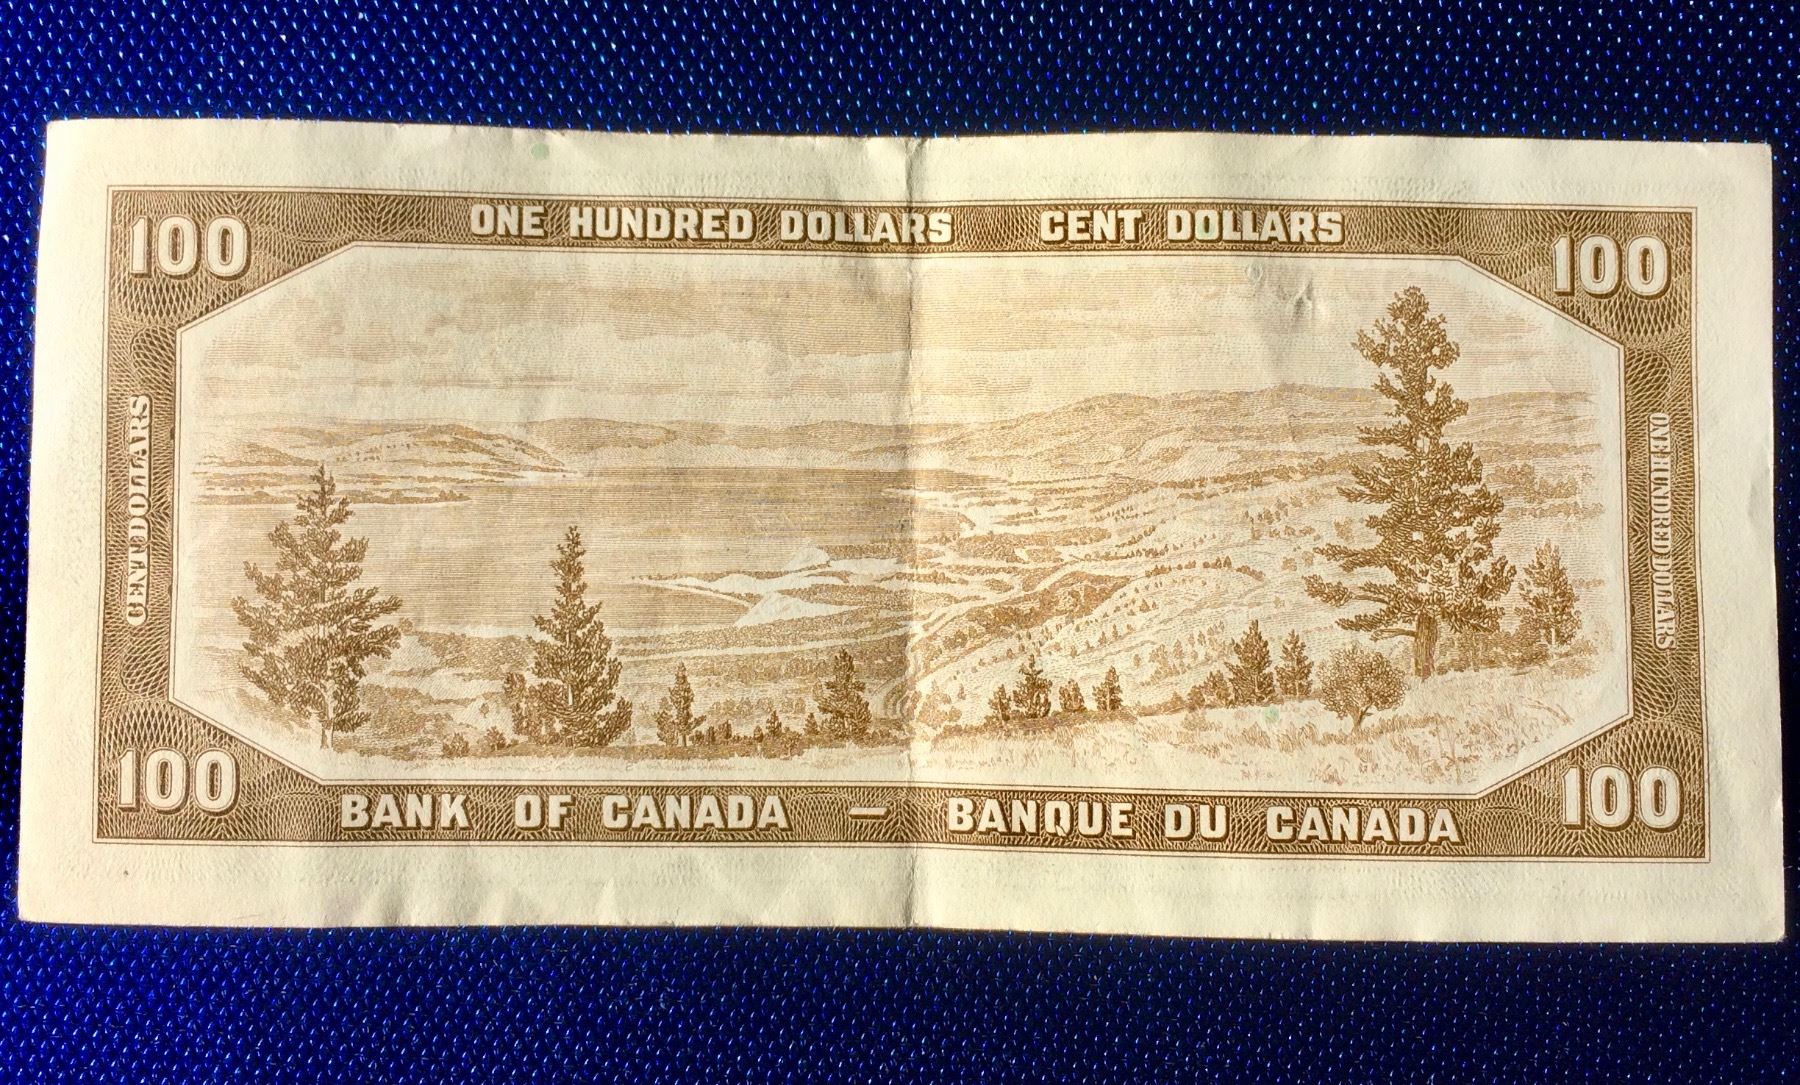 100 ONE HUNDRED DOLLARS CENT DOLLARS 100
CENT DOLLARS
ONE HUNDRED DOLLARS
100 BANK OF CANADA — BANQUE DU CANADA 100